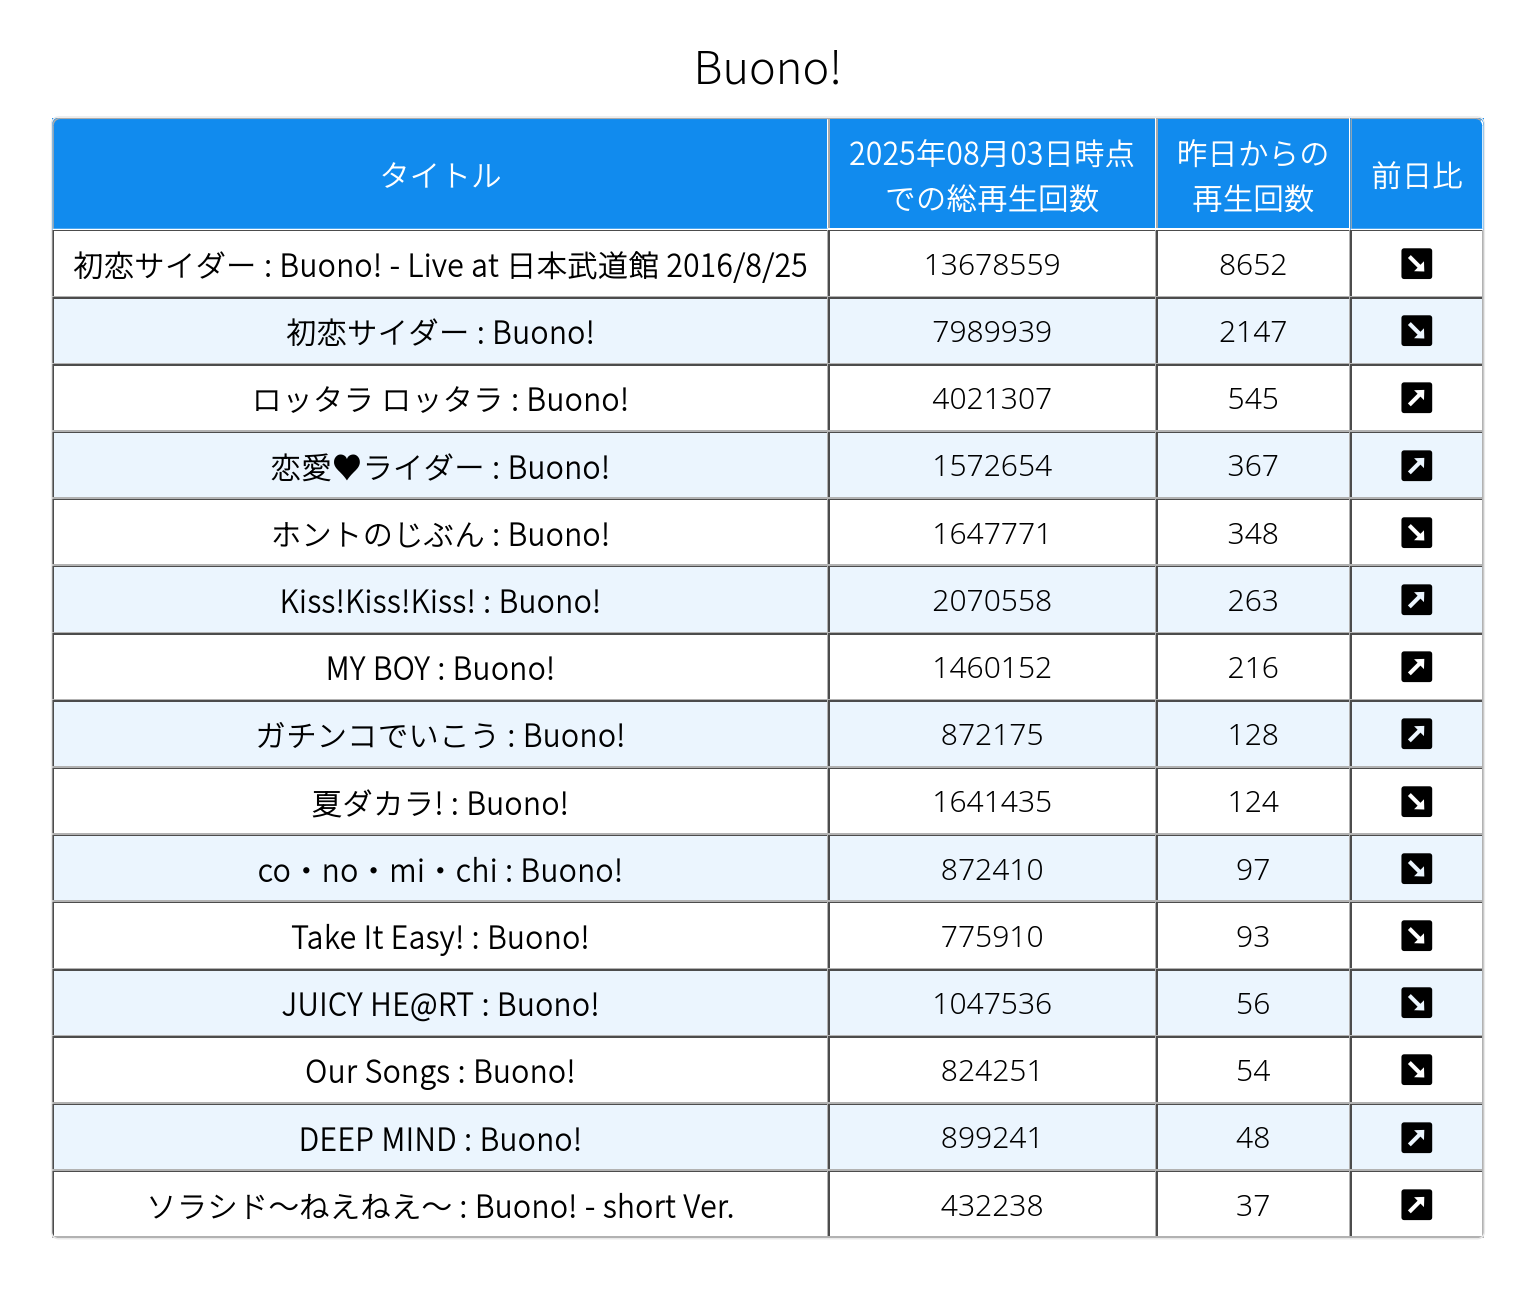 Buono!
タイトル 2025年08月03日時点での総再生回数 昨日からの再生回数 前日比
初恋サイダー : Buono! - Live at 日本武道館 2016/8/25 13678559 8652 ↘
初恋サイダー : Buono! 7989939 2147 ↘
ロッタラ ロッタラ : Buono! 4021307 545 ↗
恋愛♥ライダー : Buono! 1572654 367 ↗
ホントのじぶん : Buono! 1647771 348 ↘
Kiss!Kiss!Kiss! : Buono! 2070558 263 ↗
MY BOY : Buono! 1460152 216 ↗
ガチンコでいこう : Buono! 872175 128 ↗
夏ダカラ! : Buono! 1641435 124 ↘
co・no・mi・chi : Buono! 872410 97 ↘
Take It Easy! : Buono! 775910 93 ↘
JUICY HE@RT : Buono! 1047536 56 ↘
Our Songs : Buono! 824251 54 ↘
DEEP MIND : Buono! 899241 48 ↗
ソラシド〜ねえねえ〜 : Buono! - short Ver. 432238 37 ↗